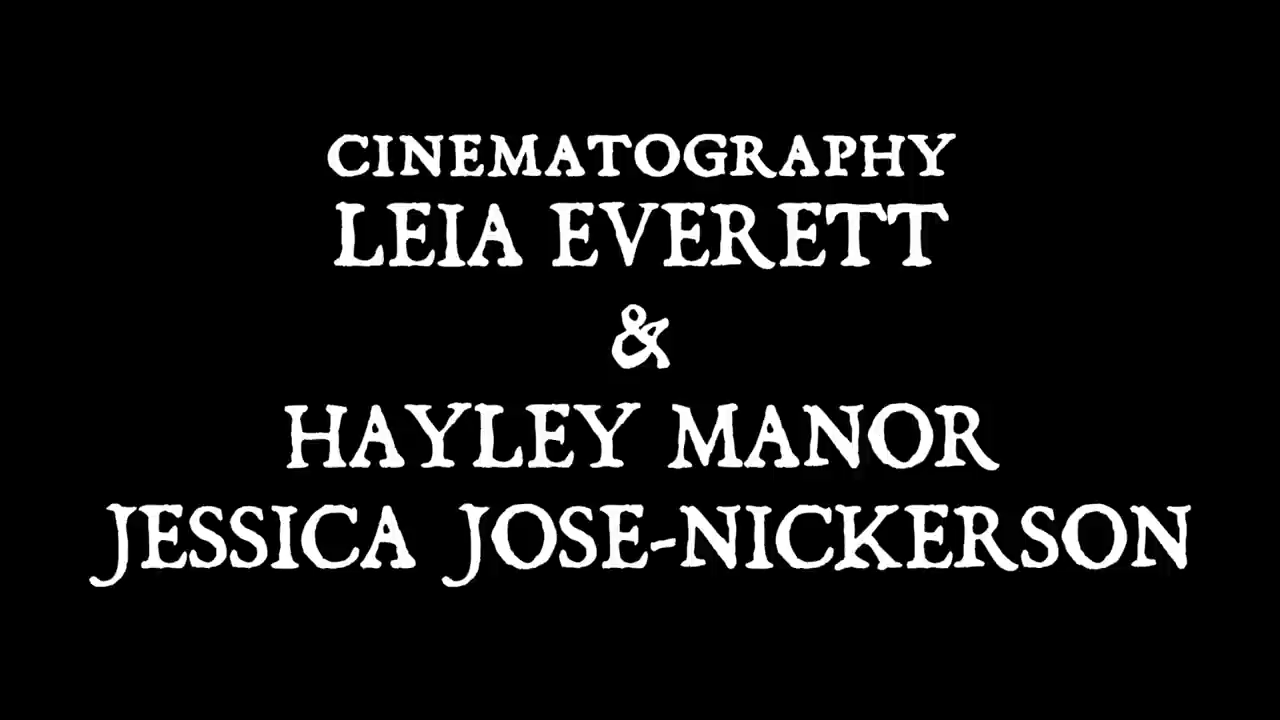 CINEMATOGRAPHY
LEIA EVERETT
&
HAYLEY MANOR
JESSICA JOSE-NICKERSON